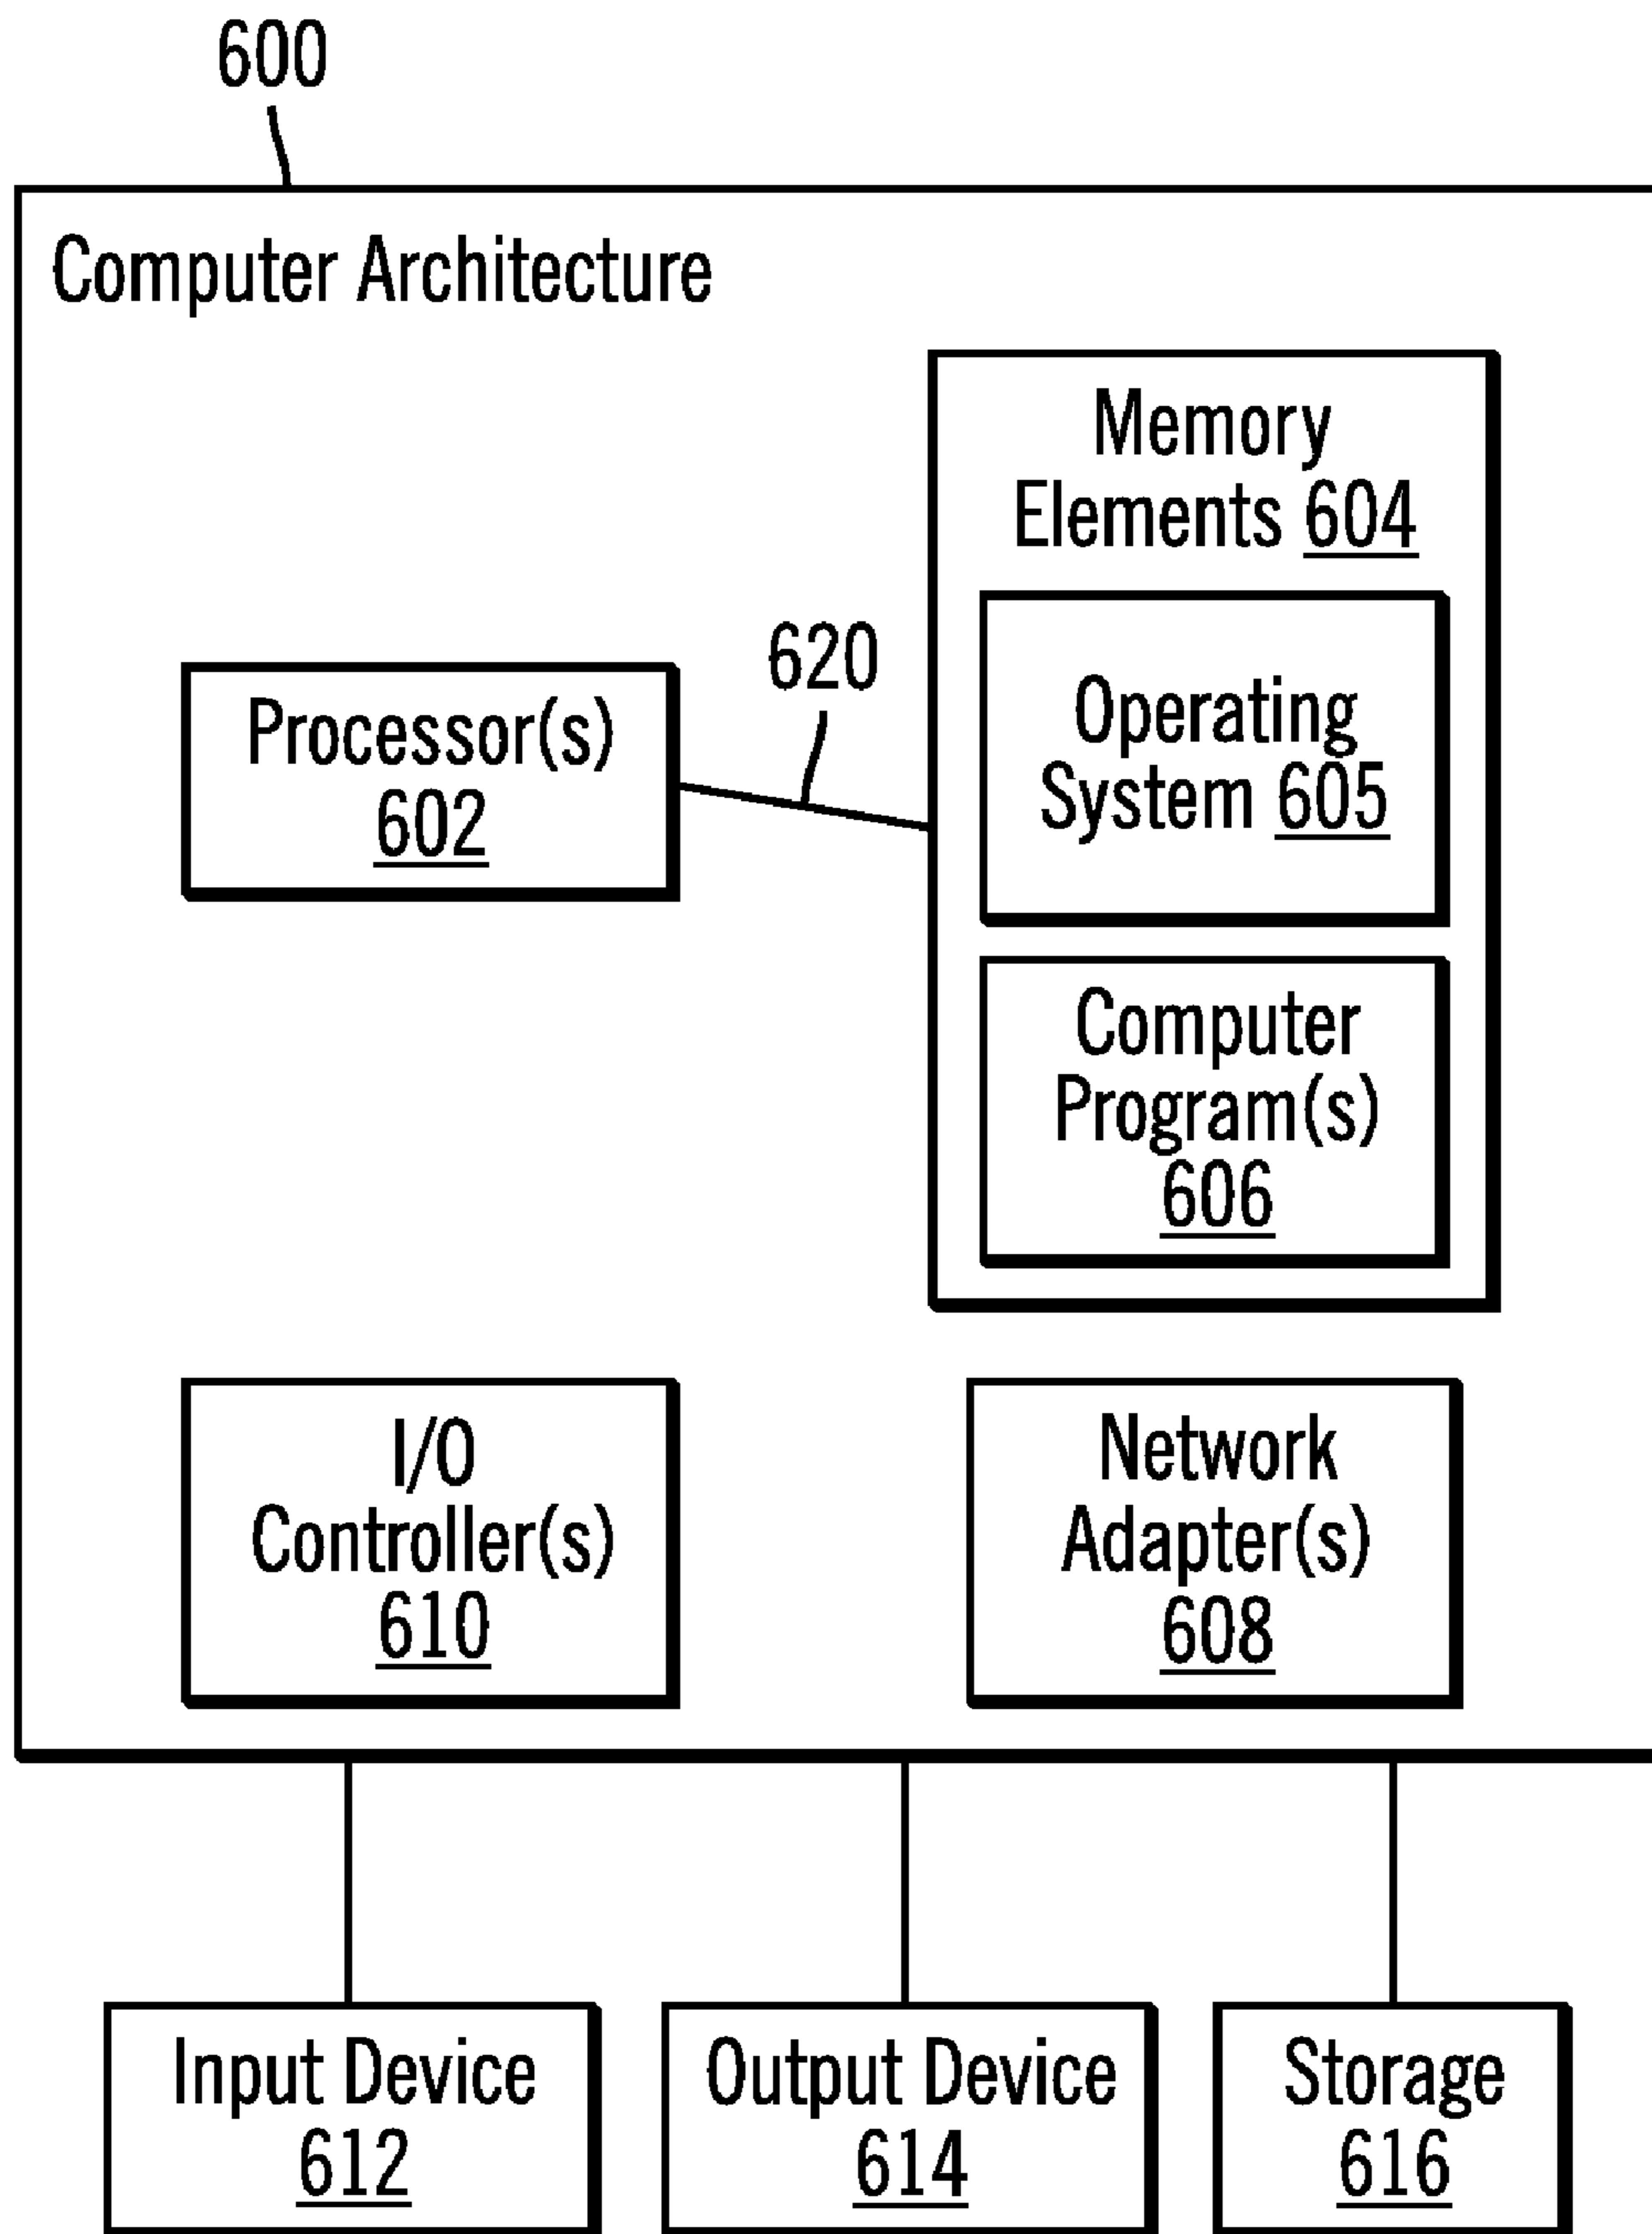 600
Computer Architecture
Memory
Elements 604
620
Operating
System 605
Processor(s)
602
Computer
Program(s)
606
I/O
Controller(s)
610
Network
Adapter(s)
608
Input Device
612
Output Device
614
Storage
616